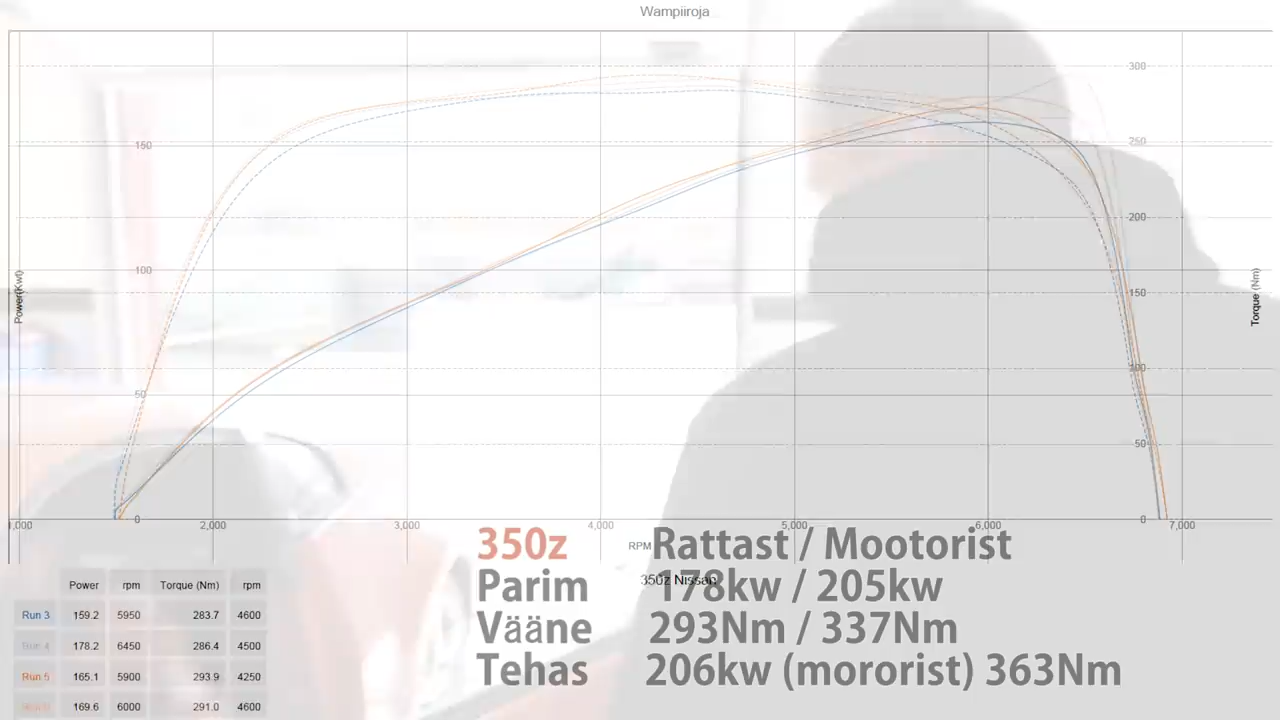 Wampiiroja
300
150
250
200
100
Power(Kwt)
150
Torque (Nm)
50
100
50
0
0
1,000 2,000 3,000 4,000 5,000 6,000 7,000
RPM
350z Nissan
350z Rattast / Mootorist
Parim 178kw / 205kw
Vääne 293Nm / 337Nm
Tehas 206kw (mororist) 363Nm
Power rpm Torque (Nm) rpm
Run 3 159.2 5950 283.7 4600
Run 4 178.2 6450 286.4 4500
Run 5 165.1 5900 293.9 4250
169.6 6000 291.0 4600